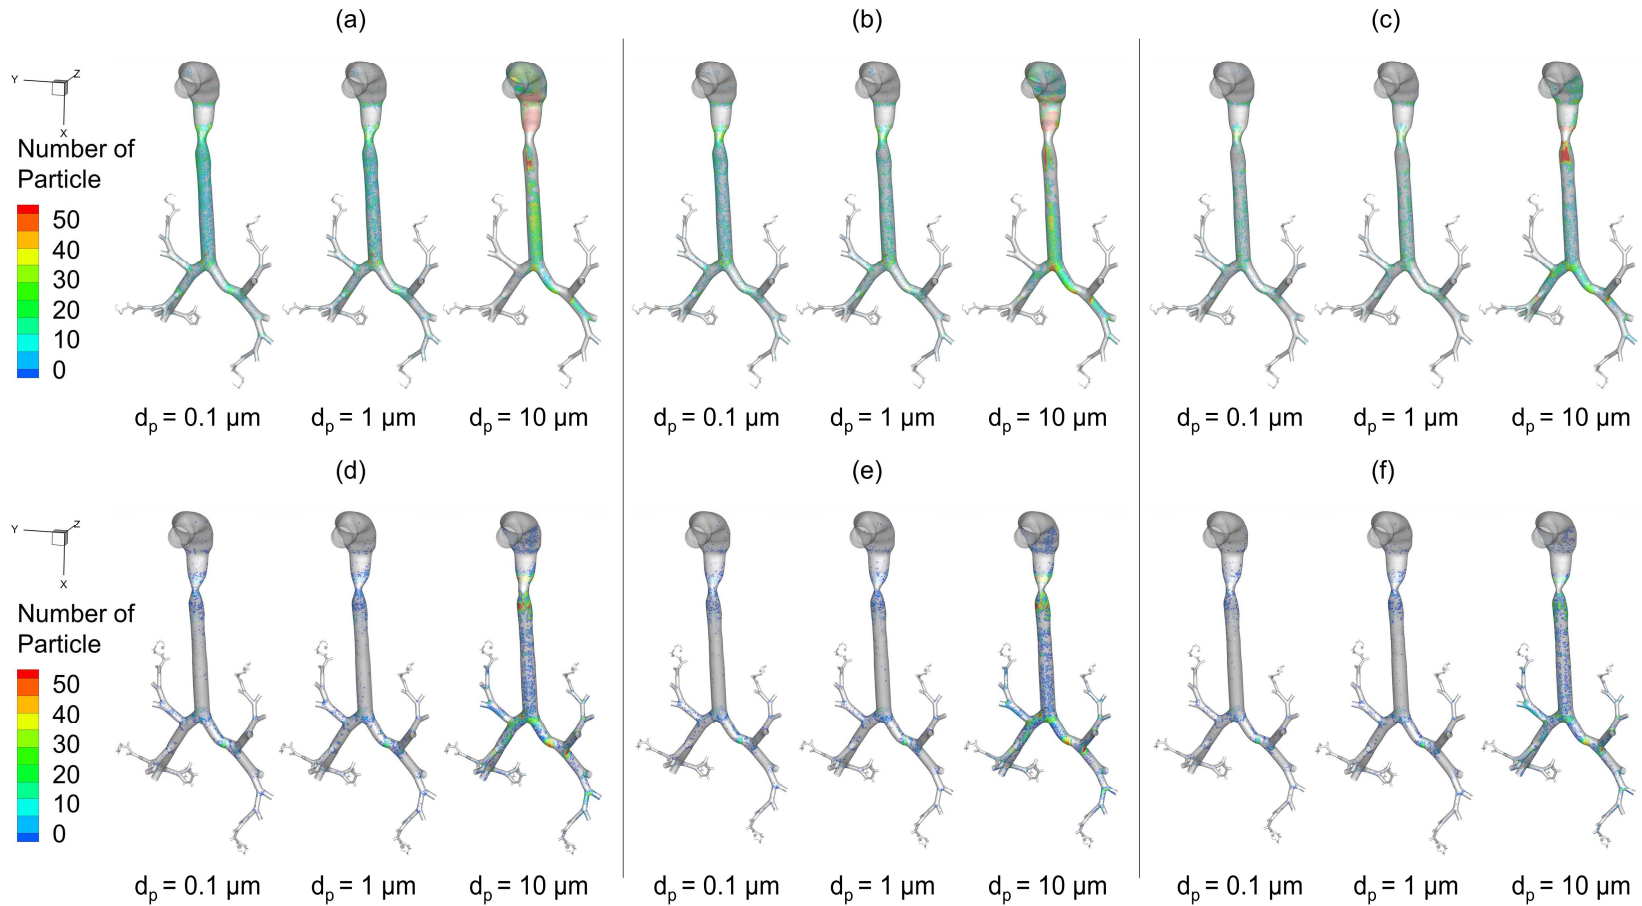 (a)
(b)
(c)
Y
Z
X
Number of
Particle
50
40
30
20
10
0
dp = 0.1 µm
dp = 1 µm
dp = 10 µm
dp = 0.1 µm
dp = 1 µm
dp = 10 µm
dp = 0.1 µm
dp = 1 µm
dp = 10 µm
(d)
(e)
(f)
Y
Z
X
Number of
Particle
50
40
30
20
10
0
dp = 0.1 µm
dp = 1 µm
dp = 10 µm
dp = 0.1 µm
dp = 1 µm
dp = 10 µm
dp = 0.1 µm
dp = 1 µm
dp = 10 µm